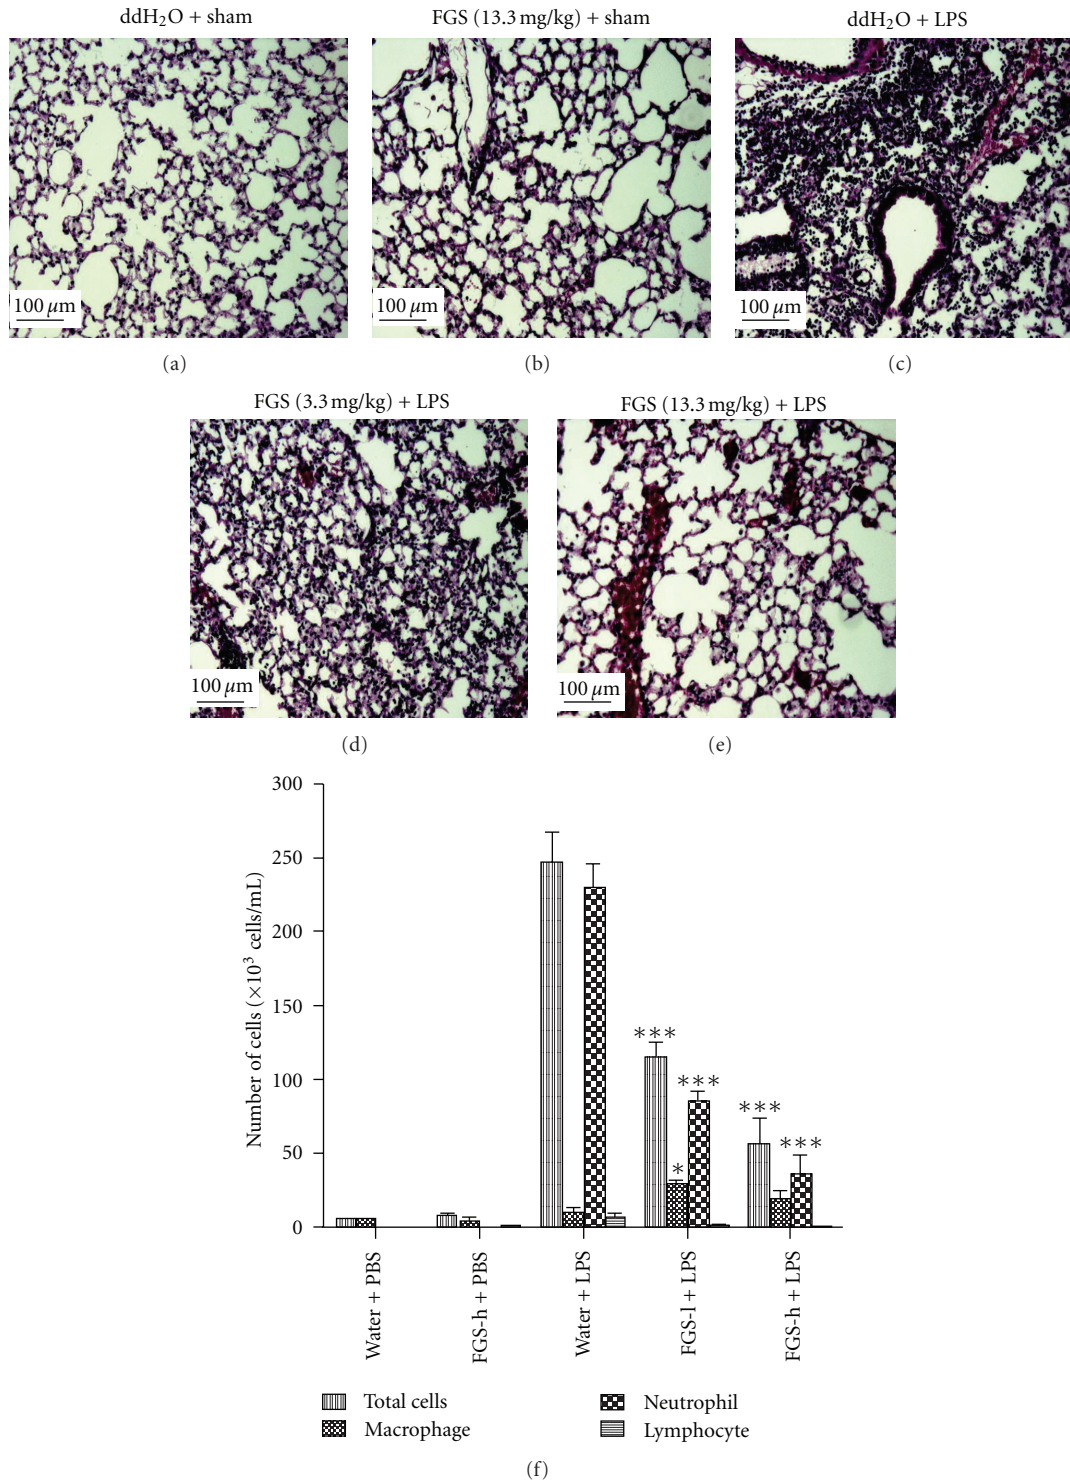 ddH₂O + sham
FGS (13.3 mg/kg) + sham
ddH₂O + LPS
100 μm
100 μm
100 μm
(a)
(b)
(c)
FGS (3.3 mg/kg) + LPS
FGS (13.3 mg/kg) + LPS
100 μm
100 μm
(d)
(e)
Number of cells (×10³ cells/mL)
300
250
200
150
100
50
0
***
***
*
***
***
Water + PBS
FGS-h + PBS
Water + LPS
FGS-l + LPS
FGS-h + LPS
Total cells
Macrophage
Neutrophil
Lymphocyte
(f)